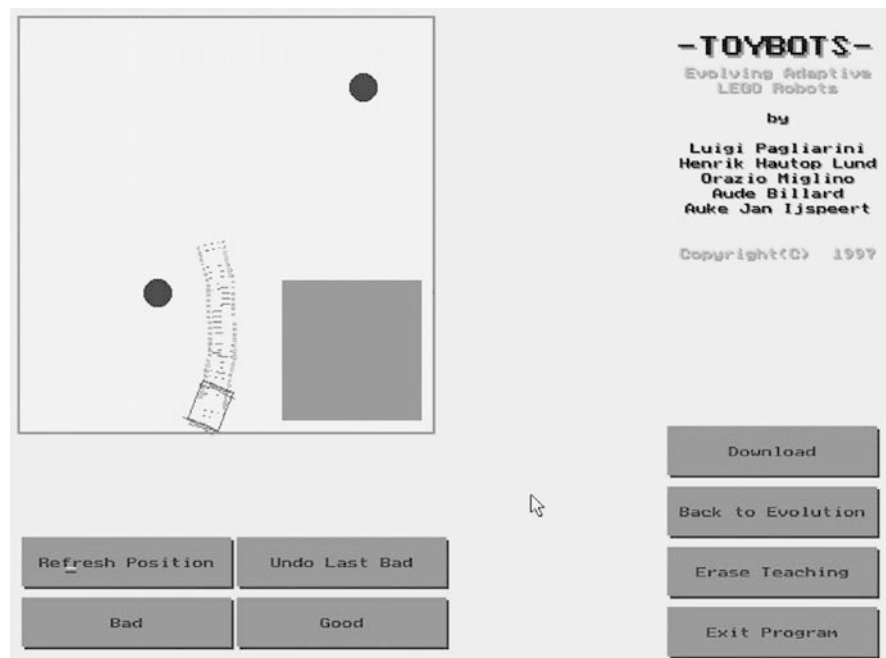 -TOYBOTS-
Evolving Adaptive
LEGO Robots
by
Luigi Pagliarini
Henrik Hautop Lund
Orazio Miglino
Aude Billard
Auke Jan Ijspeert
Copyright(C) 1997
Download
Back to Evolution
Erase Teaching
Exit Program
Refresh Position
Undo Last Bad
Bad
Good